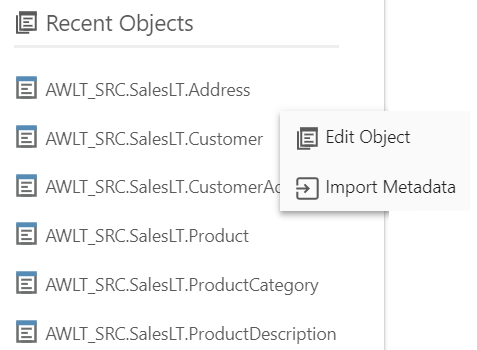 Recent Objects
AWLT_SRC.SalesLT.Address
AWLT_SRC.SalesLT.Customer
Edit Object
AWLT_SRC.SalesLT.CustomerAd
Import Metadata
AWLT_SRC.SalesLT.Product
AWLT_SRC.SalesLT.ProductCategory
AWLT_SRC.SalesLT.ProductDescription